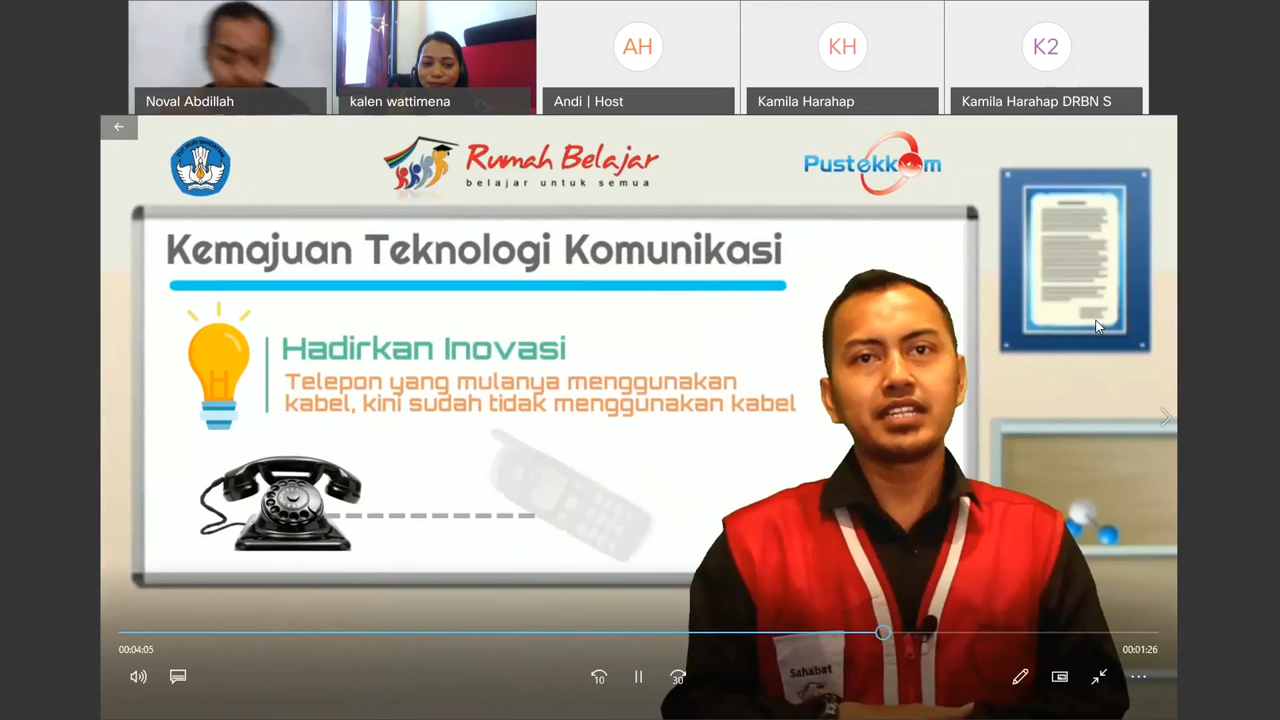 Noval Abdillah
kalen wattimena
AH
Andi | Host
KH
Kamila Harahap
K2
Kamila Harahap DRBN S
Rumah Belajar
belajar untuk semua
Pustekkom
Kemajuan Teknologi Komunikasi
Hadirkan Inovasi
Telepon yang mulanya menggunakan
kabel, kini sudah tidak menggunakan kabel
Sahabat
00:04:05
00:01:26
10
30